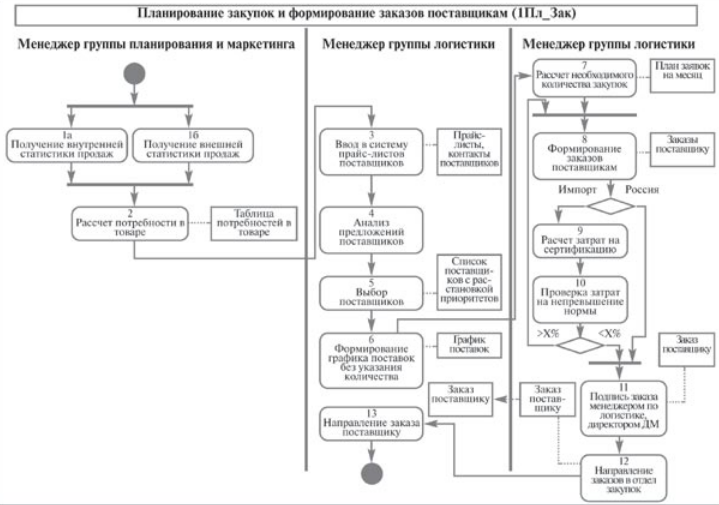 Планирование закупок и формирование заказов поставщикам (1Пл_Зак)
Менеджер группы планирования и маркетинга
1а
Получение внутренней
статистики продаж
1б
Получение внешней
статистики продаж
2
Рассчет потребности в
товаре
Таблица
потребностей в
товаре
Менеджер группы логистики
3
Ввод в систему
прайс-листов
поставщиков
Прайс-
листы,
контакты
поставщиков
4
Анализ
предложений
поставщиков
5
Выбор
поставщиков
Список
поставщи-
ков с рас-
становкой
приоритетов
6
Формирование
графика поставок
без указания
количества
График
поставок
Заказ
поставщику
13
Направление заказа
поставщику
Менеджер группы логистики
7
Рассчет необходимого
количества закупок
План заявок
на месяц
8
Формирование
заказов
поставщикам
Заказы
поставщику
Импорт
Россия
9
Расчет затрат на
сертификацию
10
Проверка затрат
на непревышение
нормы
>X%
<X%
Заказ
поставщику
Заказ
постав-
щику
11
Подпись заказа
менеджером по
логистике,
директором ДМ
12
Направление
заказов в отдел
закупок